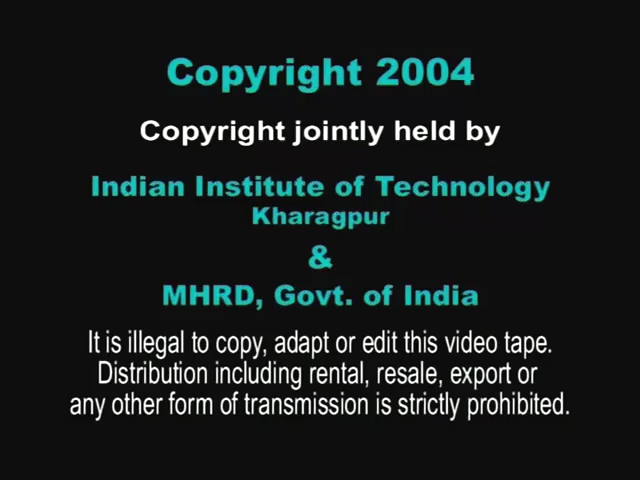 Copyright 2004
Copyright jointly held by
Indian Institute of Technology
Kharagpur
&
MHRD, Govt. of India
It is illegal to copy, adapt or edit this video tape.
Distribution including rental, resale, export or
any other form of transmission is strictly prohibited.